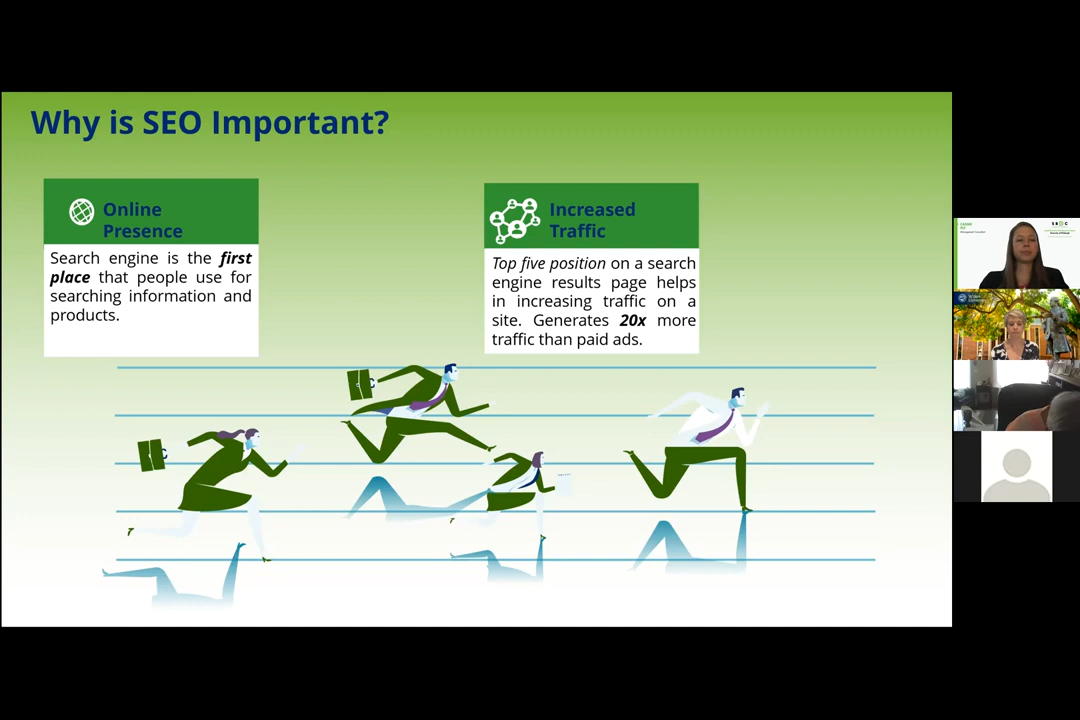 Why is SEO Important?
Online
Presence
Search engine is the first
place that people use for
searching information and
products.
Increased
Traffic
Top five position on a search
engine results page helps
in increasing traffic on a
site. Generates 20x more
traffic than paid ads.